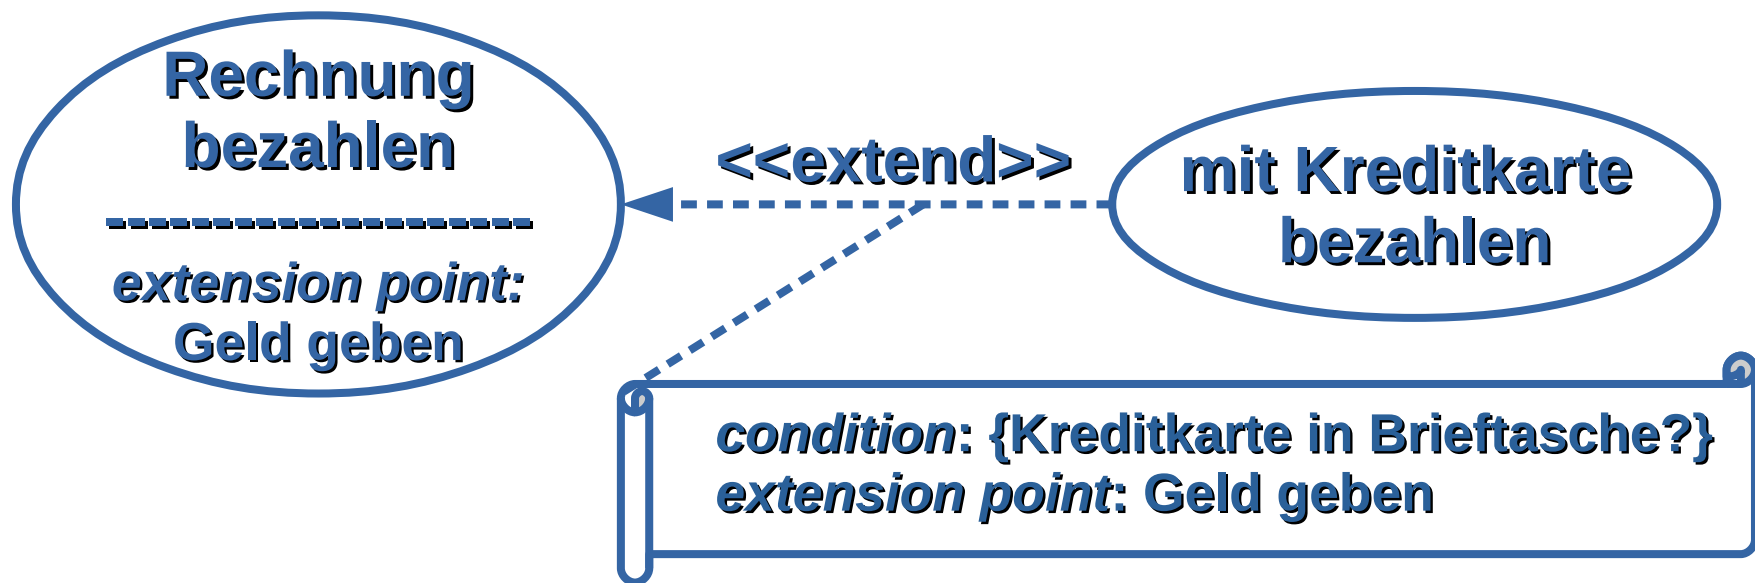 Rechnung
bezahlen
--------------------
extension point:
Geld geben
<<extend>>
mit Kreditkarte
bezahlen
condition: {Kreditkarte in Brieftasche?}
extension point: Geld geben